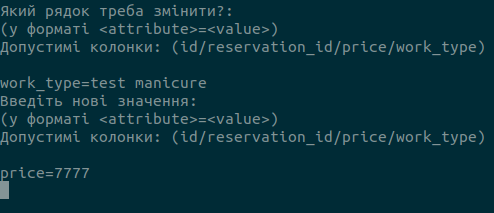 Який рядок треба змінити?:
(у форматі <attribute>=<value>)
Допустимі колонки: (id/reservation_id/price/work_type)
work_type=test manicure
Введіть нові значення:
(у форматі <attribute>=<value>)
Допустимі колонки: (id/reservation_id/price/work_type)
price=7777